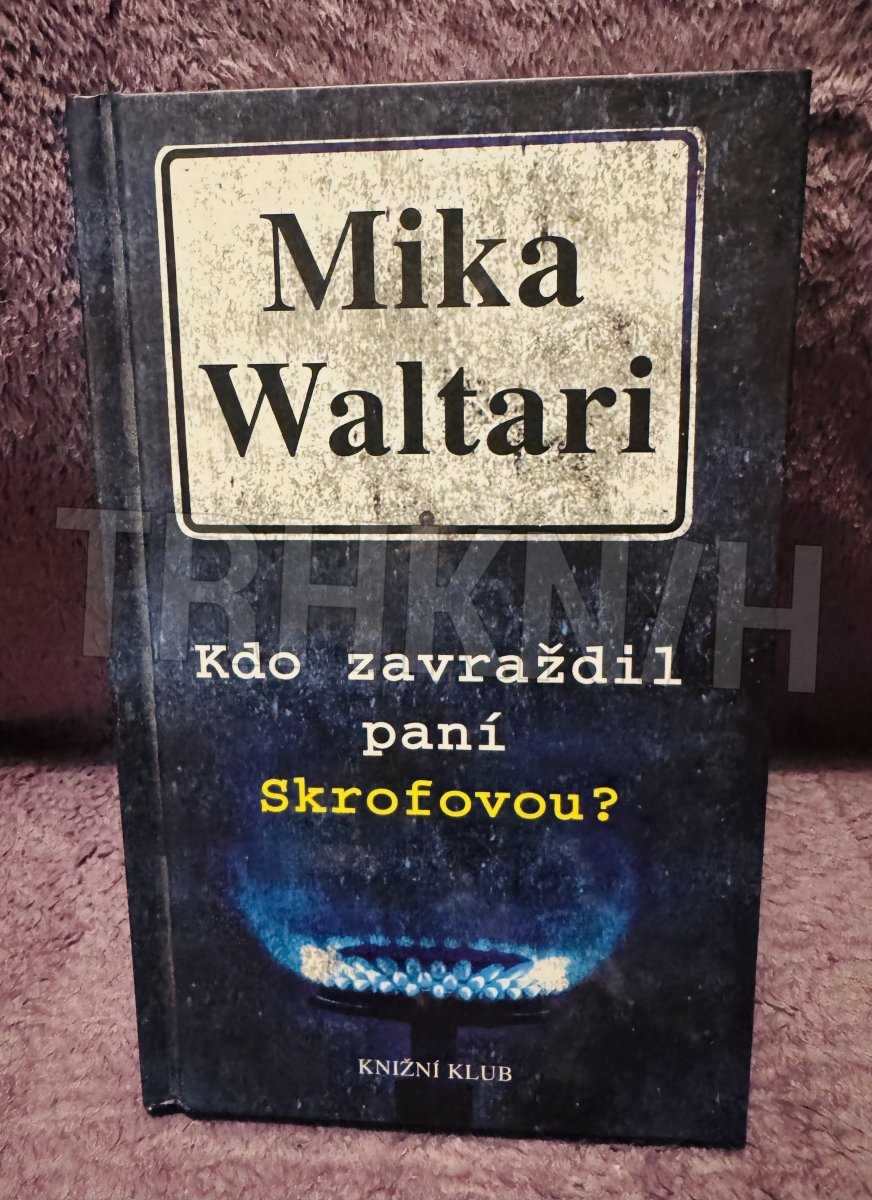 Mika
Waltari
TRHKNIH
Kdo zavraždil
paní
Skrofovou?
KNIŽNÍ KLUB